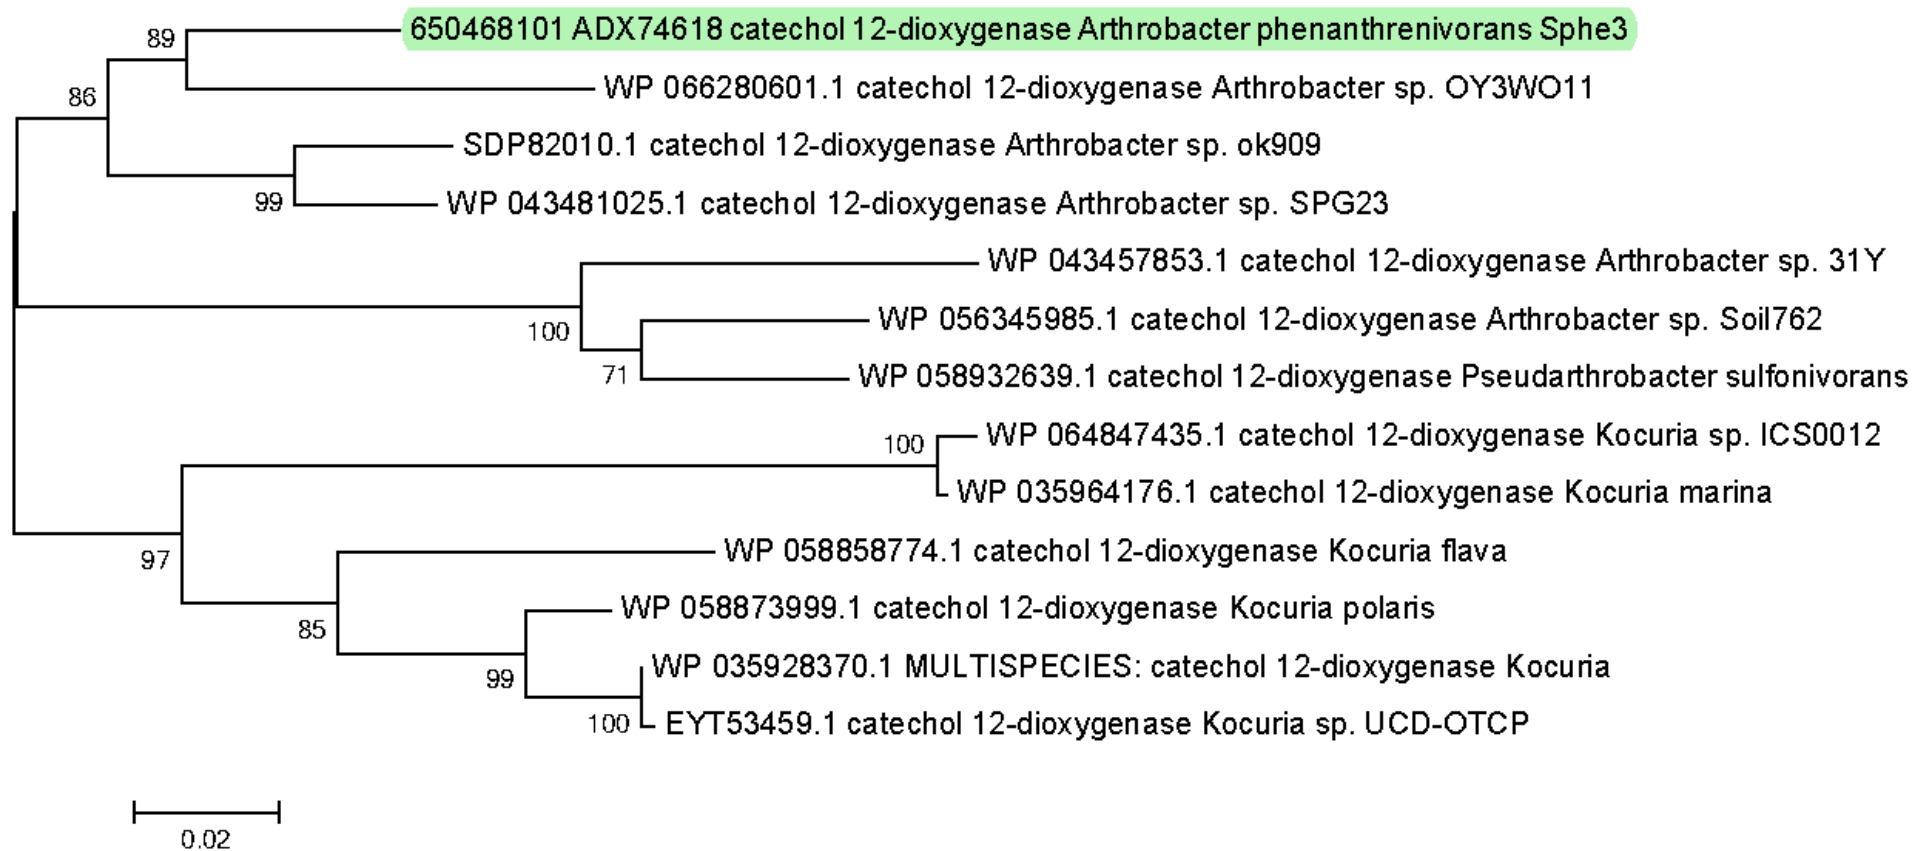 89
650468101 ADX74618 catechol 12-dioxygenase Arthrobacter phenanthrenivorans Sphe3
86
WP 066280601.1 catechol 12-dioxygenase Arthrobacter sp. OY3WO11
SDP82010.1 catechol 12-dioxygenase Arthrobacter sp. ok909
99
WP 043481025.1 catechol 12-dioxygenase Arthrobacter sp. SPG23
WP 043457853.1 catechol 12-dioxygenase Arthrobacter sp. 31Y
100
WP 056345985.1 catechol 12-dioxygenase Arthrobacter sp. Soil762
71
WP 058932639.1 catechol 12-dioxygenase Pseudarthrobacter sulfonivorans
100
WP 064847435.1 catechol 12-dioxygenase Kocuria sp. ICS0012
WP 035964176.1 catechol 12-dioxygenase Kocuria marina
97
WP 058858774.1 catechol 12-dioxygenase Kocuria flava
85
WP 058873999.1 catechol 12-dioxygenase Kocuria polaris
99
WP 035928370.1 MULTISPECIES: catechol 12-dioxygenase Kocuria
100
EYT53459.1 catechol 12-dioxygenase Kocuria sp. UCD-OTCP
0.02